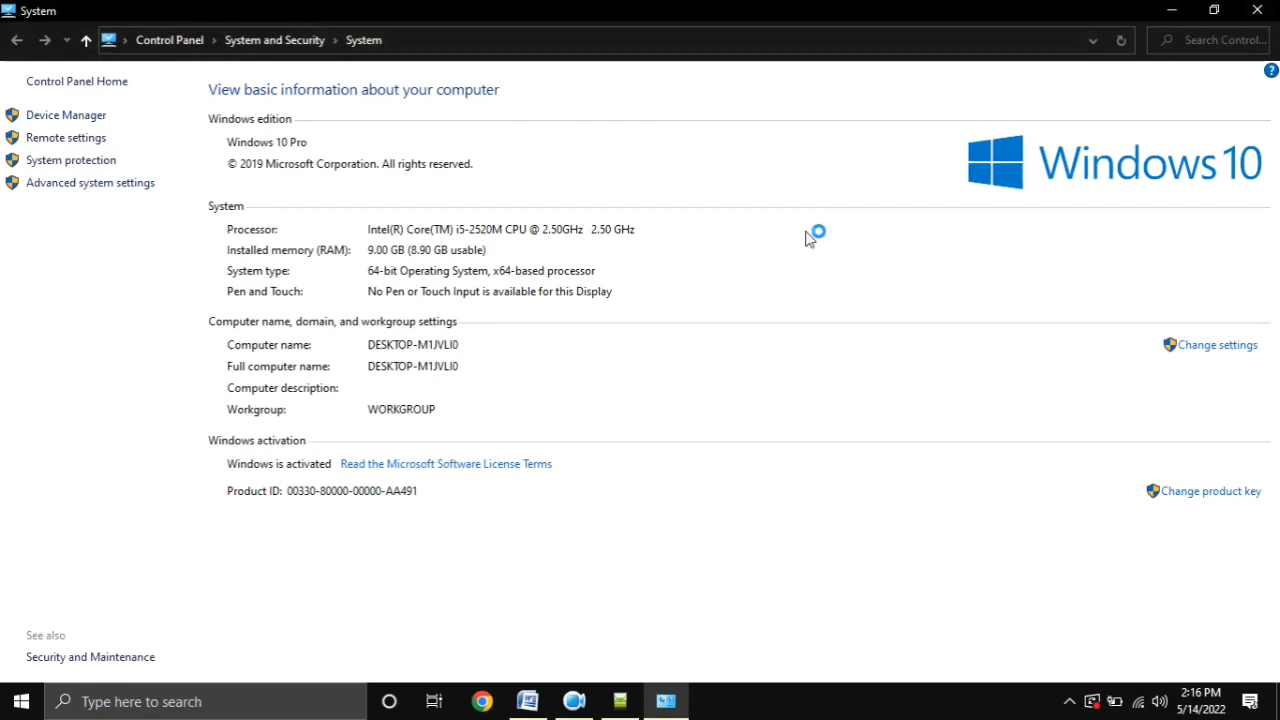 System
Control Panel > System and Security > System
Search Control...
?
Control Panel Home
Device Manager
Remote settings
System protection
Advanced system settings
View basic information about your computer
Windows edition
Windows 10 Pro
© 2019 Microsoft Corporation. All rights reserved.
Windows 10
System
Processor: Intel(R) Core(TM) i5-2520M CPU @ 2.50GHz 2.50 GHz
Installed memory (RAM): 9.00 GB (8.90 GB usable)
System type: 64-bit Operating System, x64-based processor
Pen and Touch: No Pen or Touch Input is available for this Display
Computer name, domain, and workgroup settings
Computer name: DESKTOP-M1JVLI0
Change settings
Full computer name: DESKTOP-M1JVLI0
Computer description:
Workgroup: WORKGROUP
Windows activation
Windows is activated Read the Microsoft Software License Terms
Product ID: 00330-80000-00000-AA491
Change product key
See also
Security and Maintenance
Type here to search
2:16 PM
5/14/2022